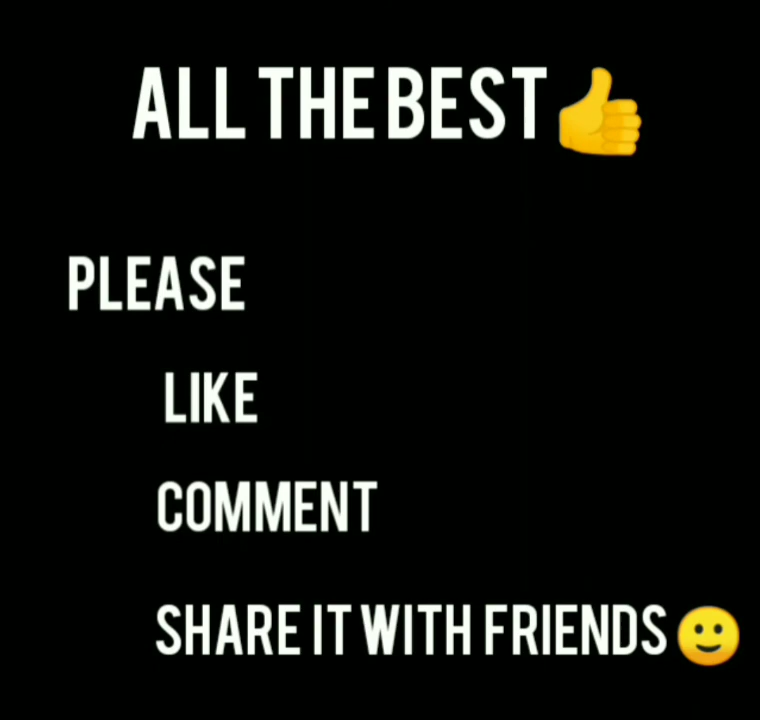 ALL THE BEST👍
PLEASE
LIKE
COMMENT
SHARE IT WITH FRIENDS🙂